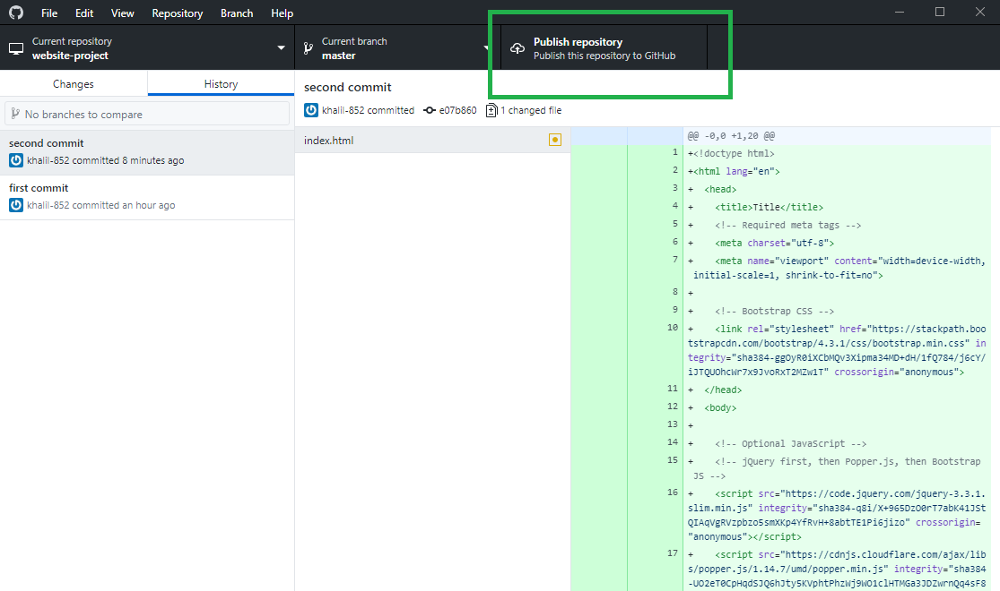 File Edit View Repository Branch Help
Current repository
website-project
Current branch
master
Publish repository
Publish this repository to GitHub
Changes
History
No branches to compare
second commit
khalil-852 committed 8 minutes ago
first commit
khalil-852 committed an hour ago
second commit
khalil-852 committed e07b860 1 changed file
index.html
@@ -0,0 +1,20 @@
1 +<!doctype html>
2 +<html lang="en">
3 + <head>
4 + <title>Title</title>
5 + <!-- Required meta tags -->
6 + <meta charset="utf-8">
7 + <meta name="viewport" content="width=device-width,
initial-scale=1, shrink-to-fit=no">
8 +
9 + <!-- Bootstrap CSS -->
10 + <link rel="stylesheet" href="https://stackpath.boo
tstrapcdn.com/bootstrap/4.3.1/css/bootstrap.min.css" in
tegrity="sha384-ggOyR0iXCbMQv3Xipma34MD+dH/1fQ784/j6cY/
iJTQUOhcWr7x9JvoRxT2MZw1T" crossorigin="anonymous">
11 + </head>
12 + <body>
13 +
14 + <!-- Optional JavaScript -->
15 + <!-- jQuery first, then Popper.js, then Bootstrap
JS -->
16 + <script src="https://code.jquery.com/jquery-3.3.1.
slim.min.js" integrity="sha384-q8i/X+965DzO0rT7abK41JSt
QIAqVgRVzpbzo5smXKp4YfRvH+8abtTE1Pi6jizo" crossorigin=
"anonymous"></script>
17 + <script src="https://cdnjs.cloudflare.com/ajax/lib
s/popper.js/1.14.7/umd/popper.min.js" integrity="sha384
-UO2eT0CpHqdSJQ6hJty5KVphtPhzWj9WO1clHTMGa3JDZwrnQq4sF8